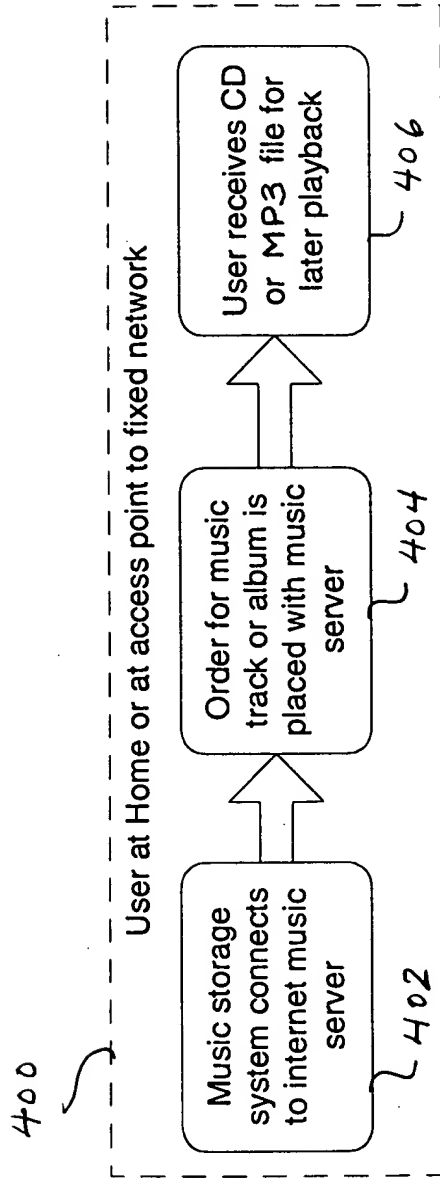 400
User at Home or at access point to fixed network
Music storage
system connects
to internet music
server
402
Order for music
track or album is
placed with music
server
404
User receives CD
or MP3 file for
later playback
406